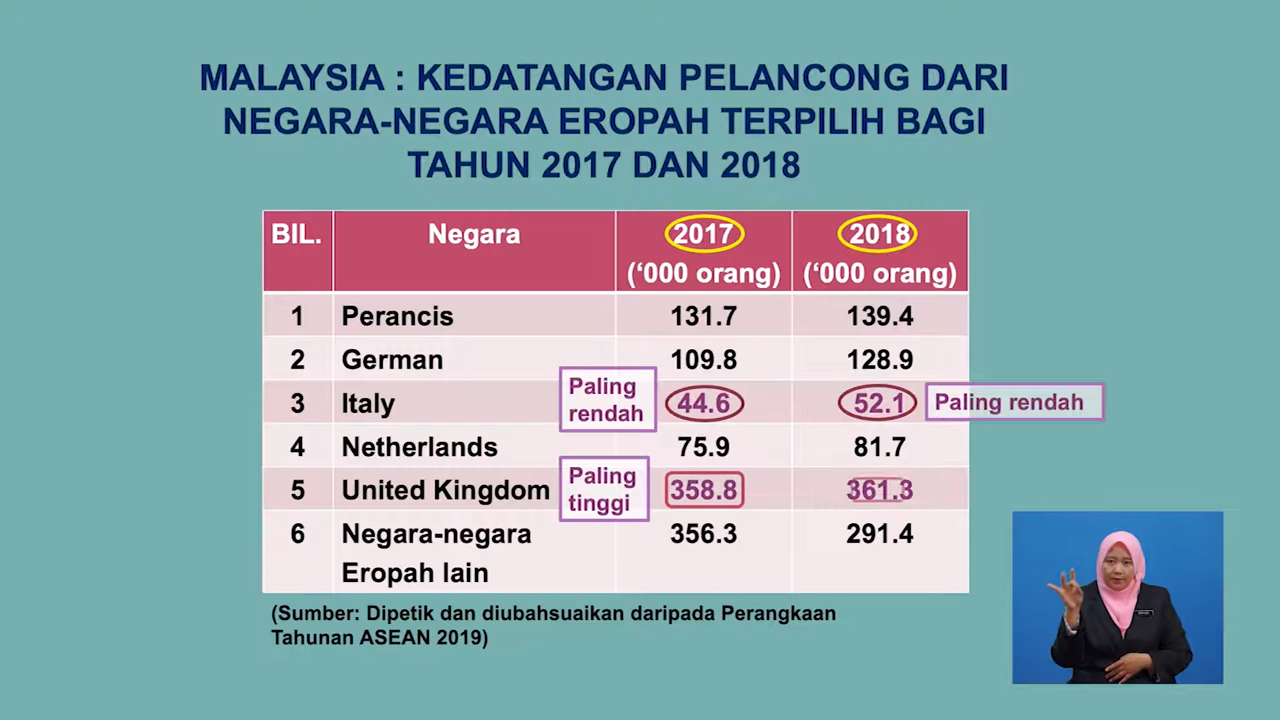 MALAYSIA : KEDATANGAN PELANCONG DARI
NEGARA-NEGARA EROPAH TERPILIH BAGI
TAHUN 2017 DAN 2018
BIL. Negara 2017 2018
(‘000 orang) (‘000 orang)
1 Perancis 131.7 139.4
2 German 109.8 128.9
Paling
rendah
3 Italy 44.6 52.1 Paling rendah
4 Netherlands 75.9 81.7
Paling
tinggi
5 United Kingdom 358.8 361.3
6 Negara-negara 356.3 291.4
Eropah lain
(Sumber: Dipetik dan diubahsuaikan daripada Perangkaan
Tahunan ASEAN 2019)